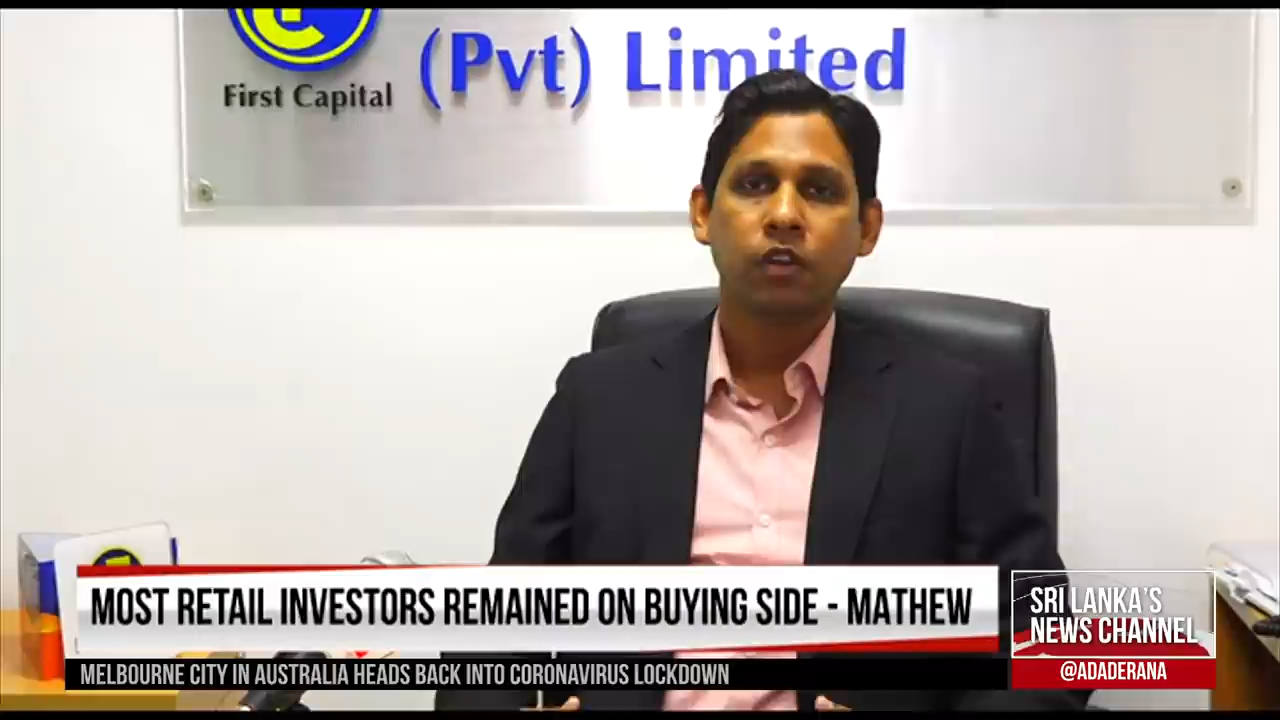 (Pvt) Limited
First Capital
MOST RETAIL INVESTORS REMAINED ON BUYING SIDE - MATHEW
SRI LANKA'S
NEWS CHANNEL
@ADADERANA
MELBOURNE CITY IN AUSTRALIA HEADS BACK INTO CORONAVIRUS LOCKDOWN